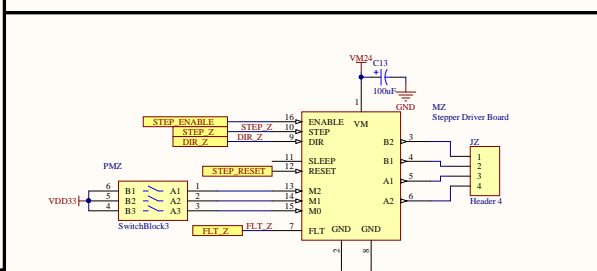 VM24
C13
100uF
GND
MZ
Stepper Driver Board
1
VM
STEP_ENABLE 16 ENABLE
STEP_Z STEP_Z 10 STEP
DIR_Z DIR_Z 9 DIR
11 SLEEP
STEP_RESET 12 RESET
B2 3
B1 4
A1 5
A2 6
JZ
1
2
3
4
Header 4
PMZ
VDD33
6 B1 A1 1
5 B2 A2 2
4 B3 A3 3
SwitchBlock3
13 M2
14 M1
15 M0
FLT_Z FLT_Z 7 FLT
GND GND
2 8